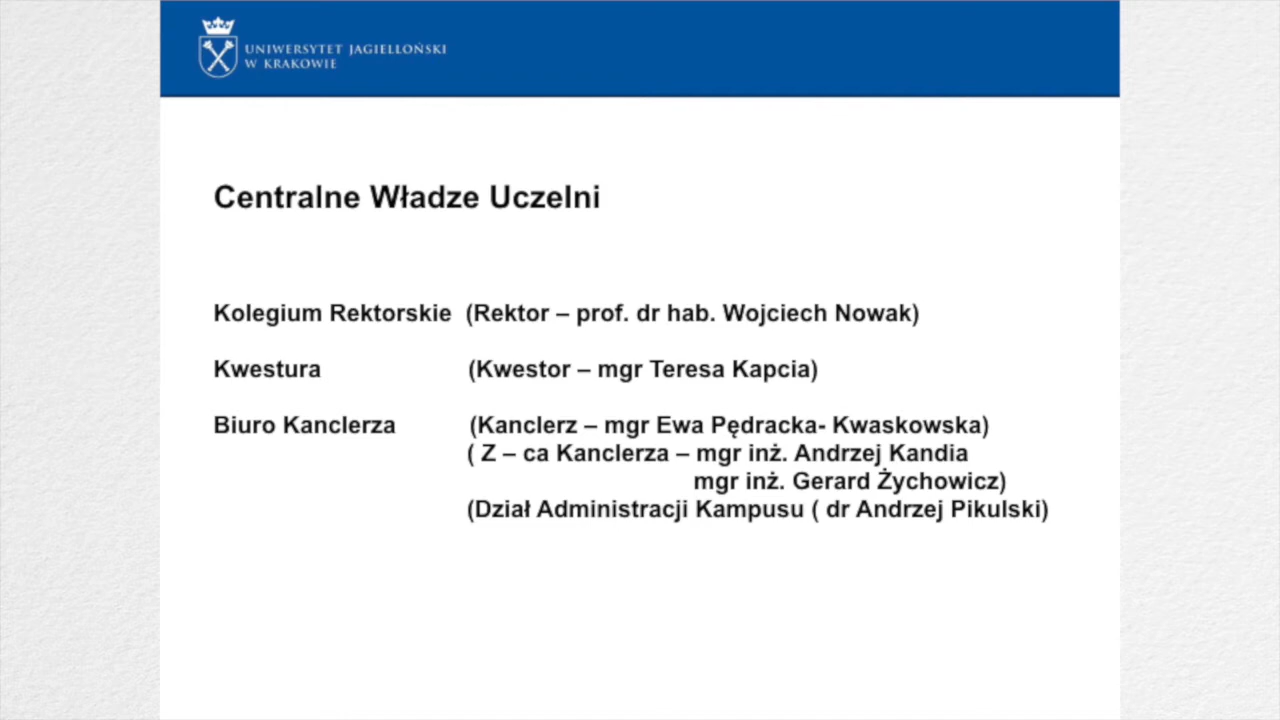 UNIWERSYTET JAGIELLOŃSKI
W KRAKOWIE
Centralne Władze Uczelni
Kolegium Rektorskie (Rektor – prof. dr hab. Wojciech Nowak)
Kwestura (Kwestor – mgr Teresa Kapcia)
Biuro Kanclerza (Kanclerz – mgr Ewa Pędracka- Kwaskowska)
( Z – ca Kanclerza – mgr inż. Andrzej Kandia
mgr inż. Gerard Żychowicz)
(Dział Administracji Kampusu ( dr Andrzej Pikulski)